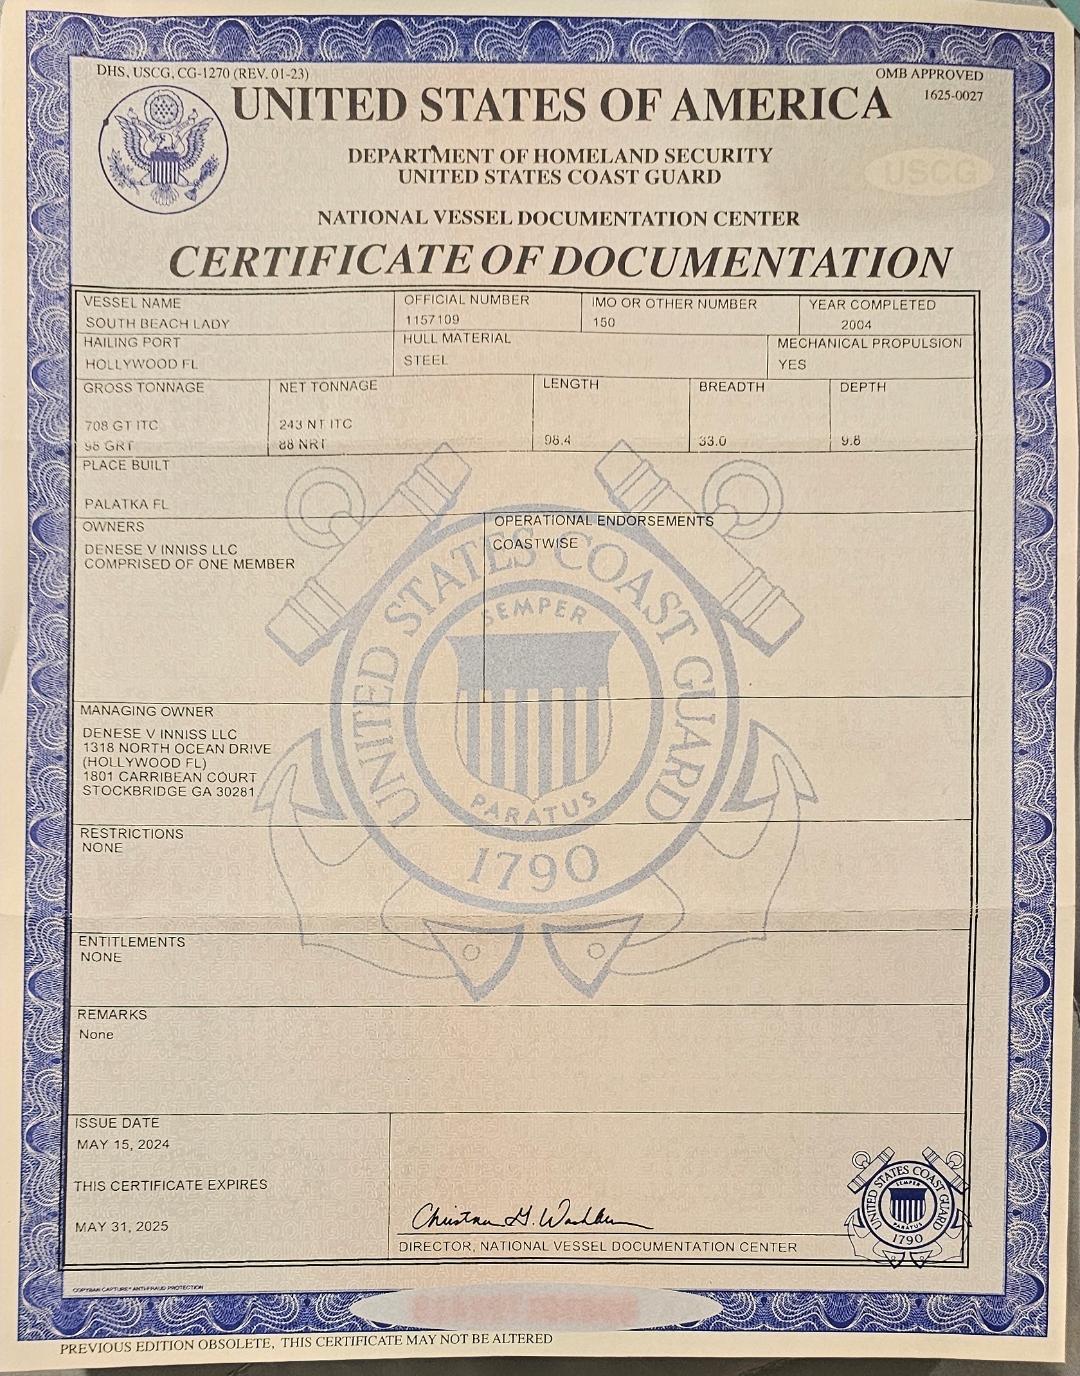 DHS, USCG, CG-1270 (REV. 01-23)
OMB APPROVED
1625-0027
UNITED STATES OF AMERICA
DEPARTMENT OF HOMELAND SECURITY
UNITED STATES COAST GUARD
USCG
NATIONAL VESSEL DOCUMENTATION CENTER
CERTIFICATE OF DOCUMENTATION
VESSEL NAME
SOUTH BEACH LADY
OFFICIAL NUMBER
1157109
IMO OR OTHER NUMBER
150
YEAR COMPLETED
2004
HAILING PORT
HOLLYWOOD FL
HULL MATERIAL
STEEL
MECHANICAL PROPULSION
YES
GROSS TONNAGE
708 GT ITC
GRT
NET TONNAGE
243 NT ITC
88 NRT
LENGTH
98.4
BREADTH
33.0
DEPTH
9.8
PLACE BUILT
PALATKA FL
OWNERS
DENESE V INNISS LLC
COMPRISED OF ONE MEMBER
OPERATIONAL ENDORSEMENTS
COASTWISE
UNITED STATES COAST GUARD
SEMPER
PARATUS
1790
MANAGING OWNER
DENESE V INNISS LLC
1318 NORTH OCEAN DRIVE
(HOLLYWOOD FL)
1801 CARRIBEAN COURT
STOCKBRIDGE GA 30281
RESTRICTIONS
NONE
ENTITLEMENTS
NONE
REMARKS
None
ISSUE DATE
MAY 15, 2024
THIS CERTIFICATE EXPIRES
MAY 31, 2025
Christina G. Washburn
DIRECTOR, NATIONAL VESSEL DOCUMENTATION CENTER
UNITED STATES COAST GUARD
SEMPER
PARATUS
1790
COPYBAN CAPTURE® ANTI-FRAUD PROTECTION
PREVIOUS EDITION OBSOLETE, THIS CERTIFICATE MAY NOT BE ALTERED